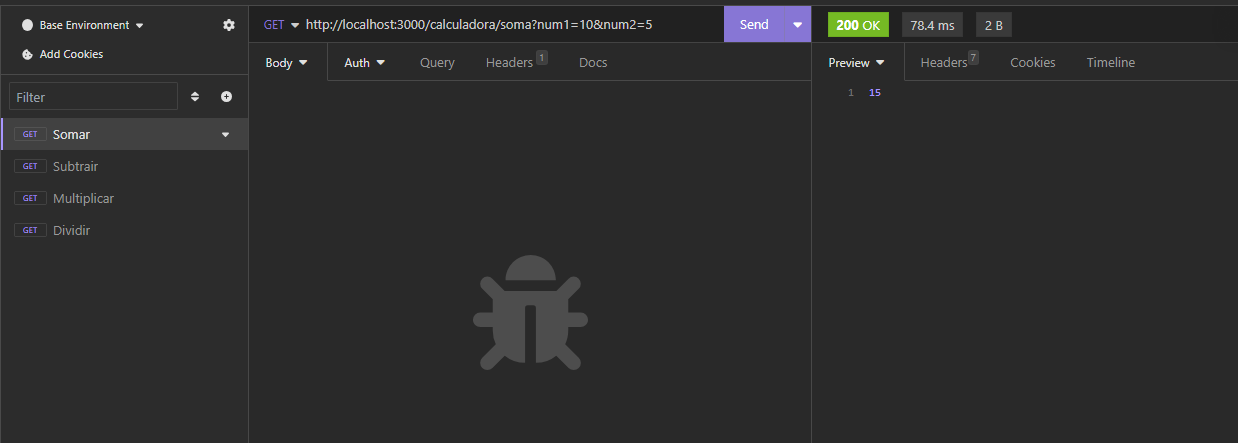 Base Environment
Add Cookies
Filter
GET Somar
GET Subtrair
GET Multiplicar
GET Dividir
GET http://localhost:3000/calculadora/soma?num1=10&num2=5 Send
Body Auth Query Headers 1 Docs
200 OK 78.4 ms 2 B
Preview Headers 7 Cookies Timeline
1 15